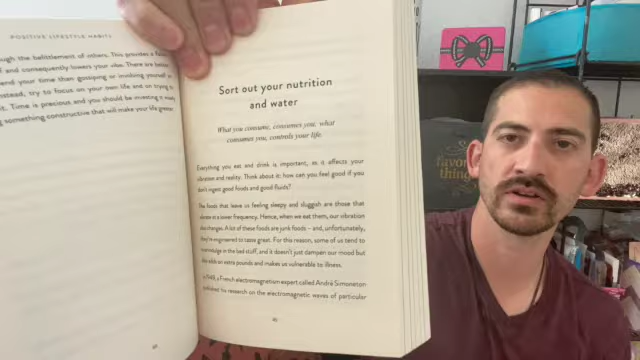 POSITIVE LIFESTYLE HABITS
ugh the belittlement of others. This provides a
and consequently lowers your vibe. There are better
end your time than gossiping or involving yourself in
stead, try to focus on your own life and on trying to
it. Time is precious and you should be investing it
g something constructive that will make your life greater
Sort out your nutrition
and water
What you consume, consumes you; what
consumes you, controls your life.
Everything you eat and drink is important, as it affects your
vibration and reality. Think about it: how can you feel good if you
don't ingest good foods and good fluids?
The foods that leave us feeling sleepy and sluggish are those that
vibrate at a lower frequency. Hence, when we eat them, our vibration
also changes. A lot of these foods are junk foods – and, unfortunately,
they're engineered to taste great. For this reason, some of us tend to
overindulge in the bad stuff, and it doesn't just dampen our mood but
also adds on extra pounds and makes us vulnerable to illness.
In 1949, a French electromagnetism expert called André Simoneton
published his research on the electromagnetic waves of particular
favo
things